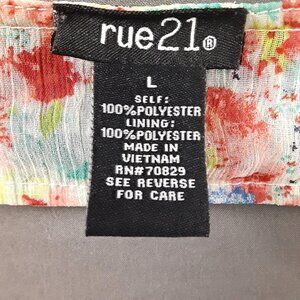 rue21®
L
SELF:
100%POLYESTER
LINING:
100%POLYESTER
MADE IN
VIETNAM
RN#70829
SEE REVERSE
FOR CARE